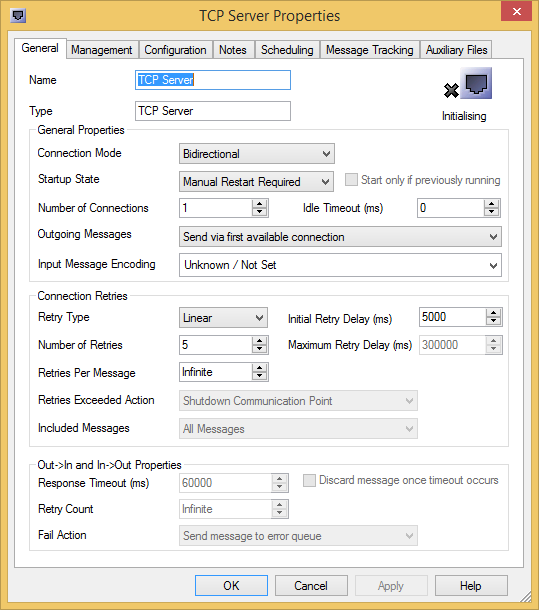 TCP Server Properties
General Management Configuration Notes Scheduling Message Tracking Auxiliary Files
Name TCP Server
Type TCP Server
Initialising
General Properties
Connection Mode Bidirectional
Startup State Manual Restart Required Start only if previously running
Number of Connections 1 Idle Timeout (ms) 0
Outgoing Messages Send via first available connection
Input Message Encoding Unknown / Not Set
Connection Retries
Retry Type Linear Initial Retry Delay (ms) 5000
Number of Retries 5 Maximum Retry Delay (ms) 300000
Retries Per Message Infinite
Retries Exceeded Action Shutdown Communication Point
Included Messages All Messages
Out->In and In->Out Properties
Response Timeout (ms) 60000 Discard message once timeout occurs
Retry Count Infinite
Fail Action Send message to error queue
OK Cancel Apply Help